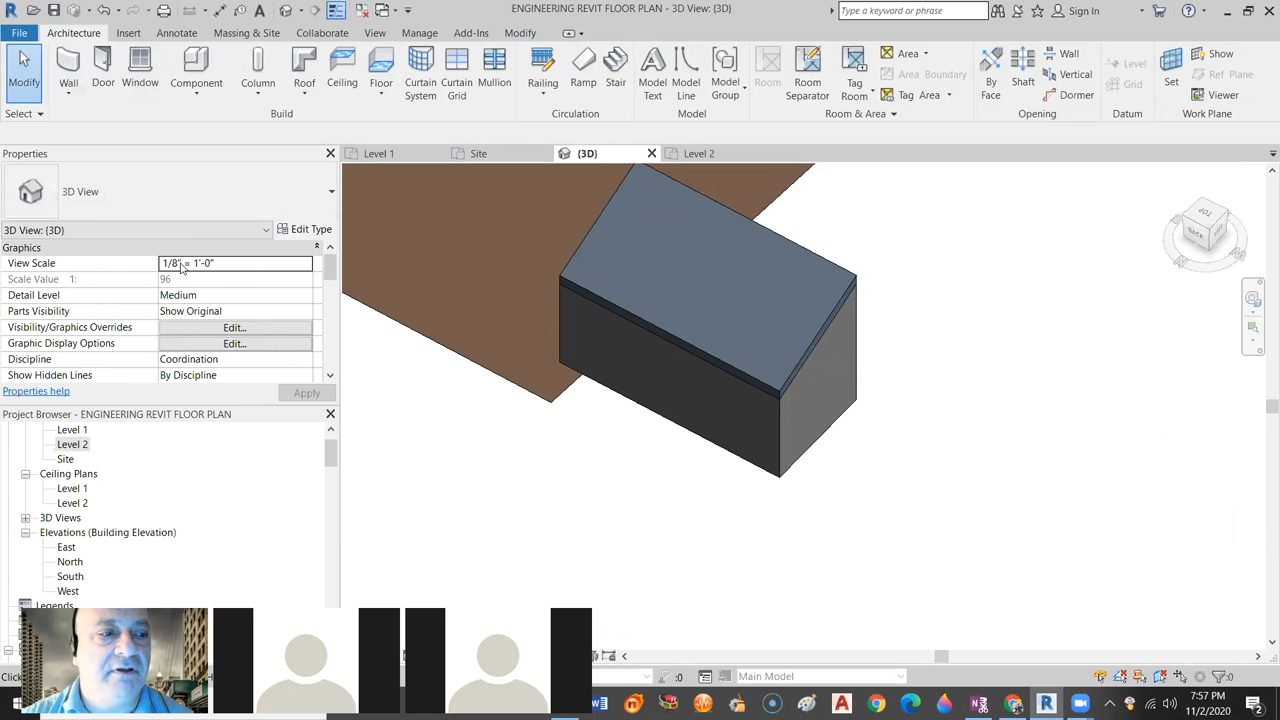 ENGINEERING REVIT FLOOR PLAN - 3D View: {3D}
Type a keyword or phrase
Sign In
File Architecture Insert Annotate Massing & Site Collaborate View Manage Add-Ins Modify
Modify
Wall
Door
Window
Component
Column
Roof
Ceiling
Floor
Curtain System
Curtain Grid
Mullion
Railing
Ramp
Stair
Model Text
Model Line
Model Group
Room
Room Separator
Tag Room
Area
Area Boundary
Tag Area
By Face
Shaft
Wall
Vertical
Dormer
Level
Grid
Set
Show
Ref Plane
Viewer
Select
Build
Circulation
Model
Room & Area
Opening
Datum
Work Plane
Properties
Level 1
Site
{3D}
Level 2
3D View
3D View: {3D}
Edit Type
Graphics
View Scale 1/8" = 1'-0"
Scale Value 1: 96
Detail Level Medium
Parts Visibility Show Original
Visibility/Graphics Overrides Edit...
Graphic Display Options Edit...
Discipline Coordination
Show Hidden Lines By Discipline
Properties help
Apply
Project Browser - ENGINEERING REVIT FLOOR PLAN
Level 1
Level 2
Site
Ceiling Plans
Level 1
Level 2
3D Views
Elevations (Building Elevation)
East
North
South
West
Legends
TOP
BACK
:0
Main Model
:0
7:57 PM
11/2/2020
2